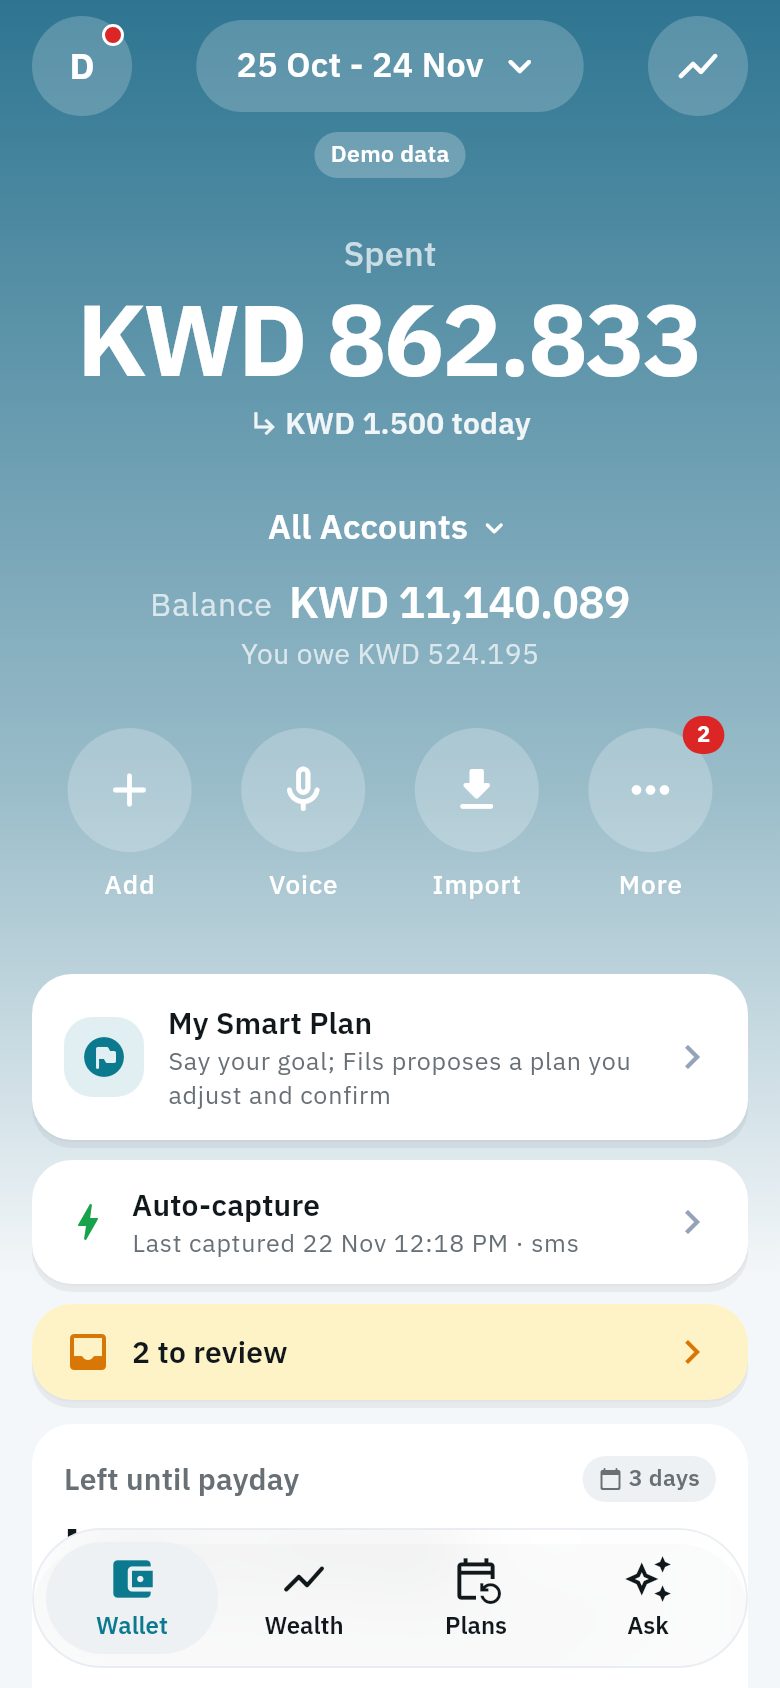 D
25 Oct - 24 Nov
Demo data
Spent
KWD 862.833
↳ KWD 1.500 today
All Accounts
Balance KWD 11,140.089
You owe KWD 524.195
2
Add
Voice
Import
More
My Smart Plan
Say your goal; Fils proposes a plan you
adjust and confirm
Auto-capture
Last captured 22 Nov 12:18 PM · sms
2 to review
Left until payday
3 days
Wallet
Wealth
Plans
Ask